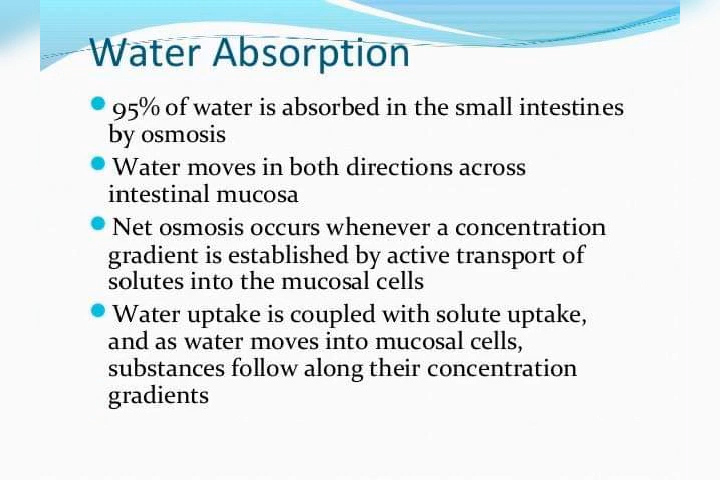 Water Absorption
95% of water is absorbed in the small intestines
by osmosis
Water moves in both directions across
intestinal mucosa
Net osmosis occurs whenever a concentration
gradient is established by active transport of
solutes into the mucosal cells
Water uptake is coupled with solute uptake,
and as water moves into mucosal cells,
substances follow along their concentration
gradients